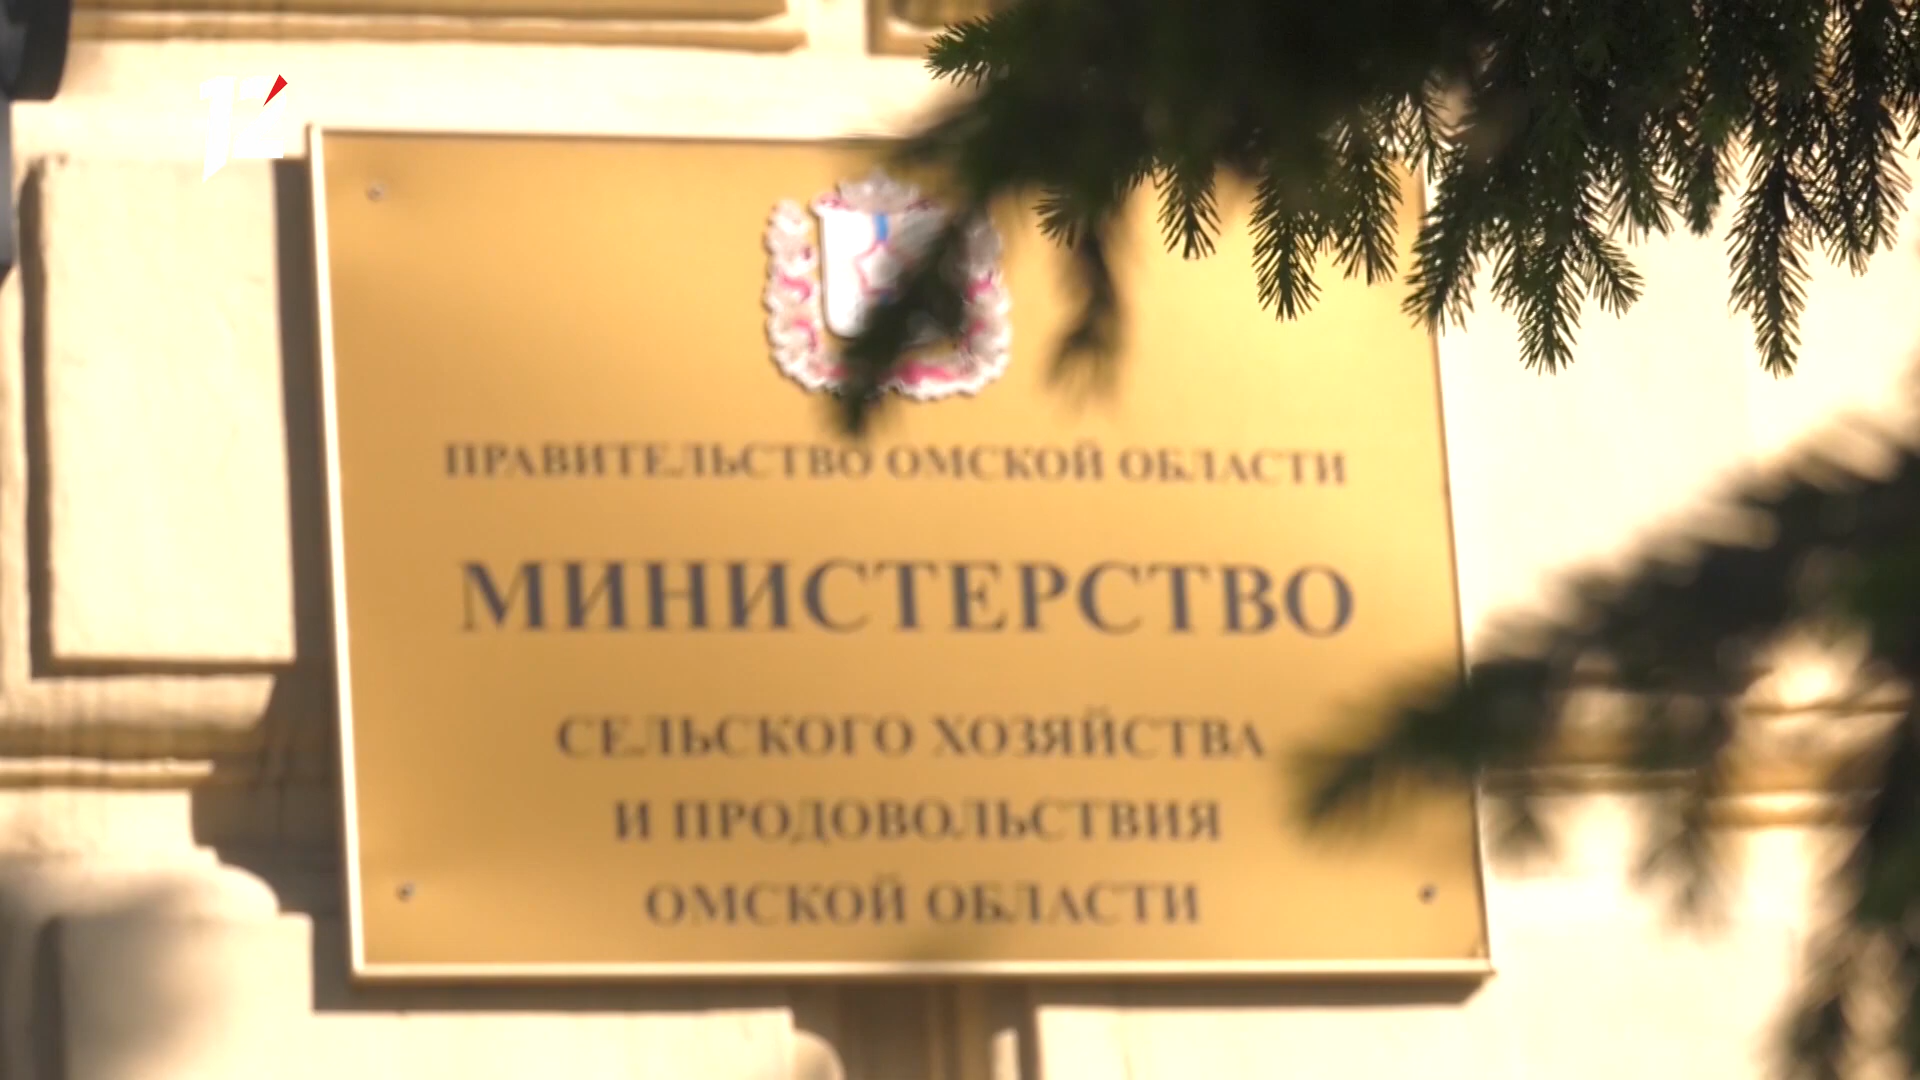 12
ПРАВИТЕЛЬСТВО ОМСКОЙ ОБЛАСТИ
МИНИСТЕРСТВО
СЕЛЬСКОГО ХОЗЯЙСТВА
И ПРОДОВОЛЬСТВИЯ
ОМСКОЙ ОБЛАСТИ